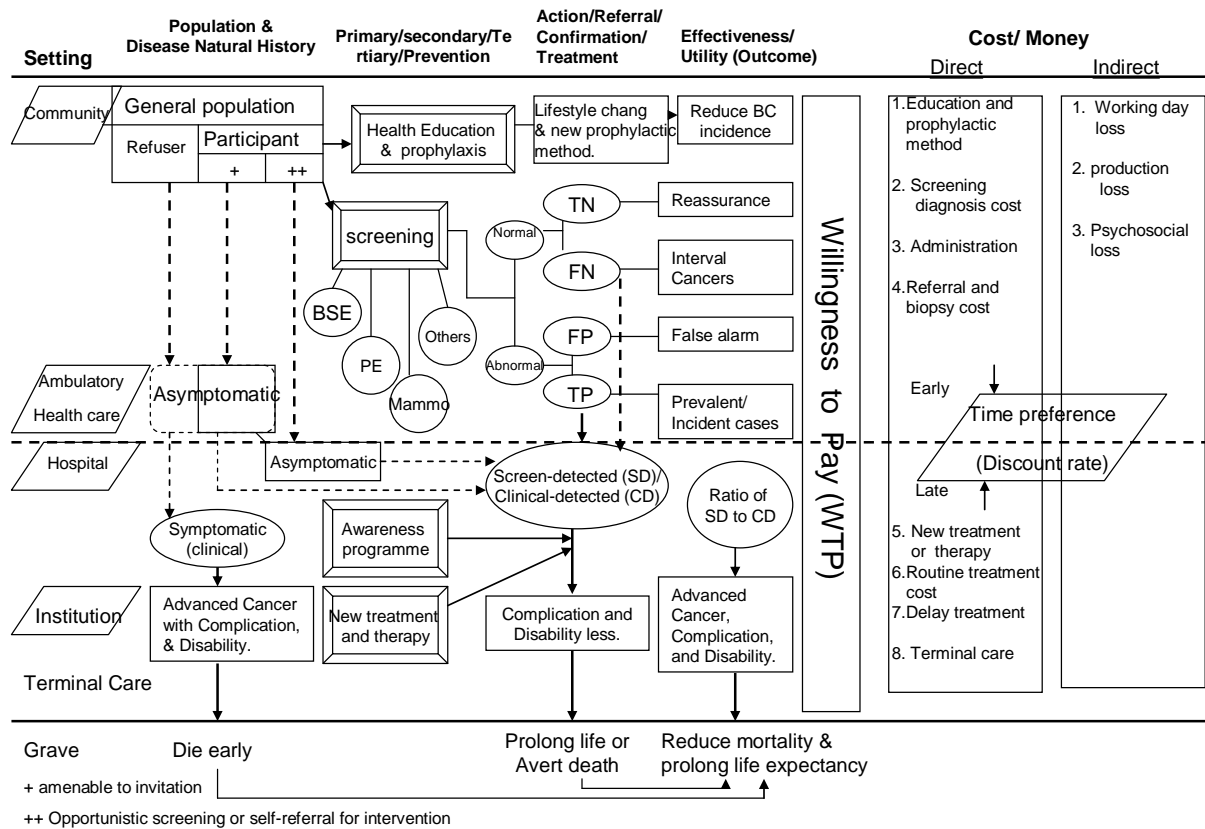 Setting
Population &
Disease Natural History
Primary/secondary/Te
rtiary/Prevention
Action/Referral/
Confirmation/
Treatment
Effectiveness/
Utility (Outcome)
Cost/ Money
Direct
Indirect
Community
General population
Refuser
Participant
+
++
Health Education
& prophylaxis
Lifestyle chang
& new prophylactic
method.
Reduce BC
incidence
screening
BSE
PE
Mammo
Others
Normal
Abnormal
TN
FN
FP
TP
Reassurance
Interval
Cancers
False alarm
Prevalent/
Incident cases
Willingness to Pay (WTP)
1.Education and
prophylactic
method
2. Screening
diagnosis cost
3. Administration
4.Referral and
biopsy cost
1. Working day
loss
2. production
loss
3. Psychosocial
loss
Early
Time preference
(Discount rate)
Late
5. New treatment
or therapy
6.Routine treatment
cost
7.Delay treatment
8. Terminal care
Ambulatory
Health care
Asymptomatic
Hospital
Asymptomatic
Screen-detected (SD)/
Clinical-detected (CD)
Ratio of
SD to CD
Symptomatic
(clinical)
Awareness
programme
Institution
Advanced Cancer
with Complication,
& Disability.
New treatment
and therapy
Complication and
Disability less.
Advanced
Cancer,
Complication,
and Disability.
Terminal Care
Grave
Die early
Prolong life or
Avert death
Reduce mortality &
prolong life expectancy
+ amenable to invitation
++ Opportunistic screening or self-referral for intervention